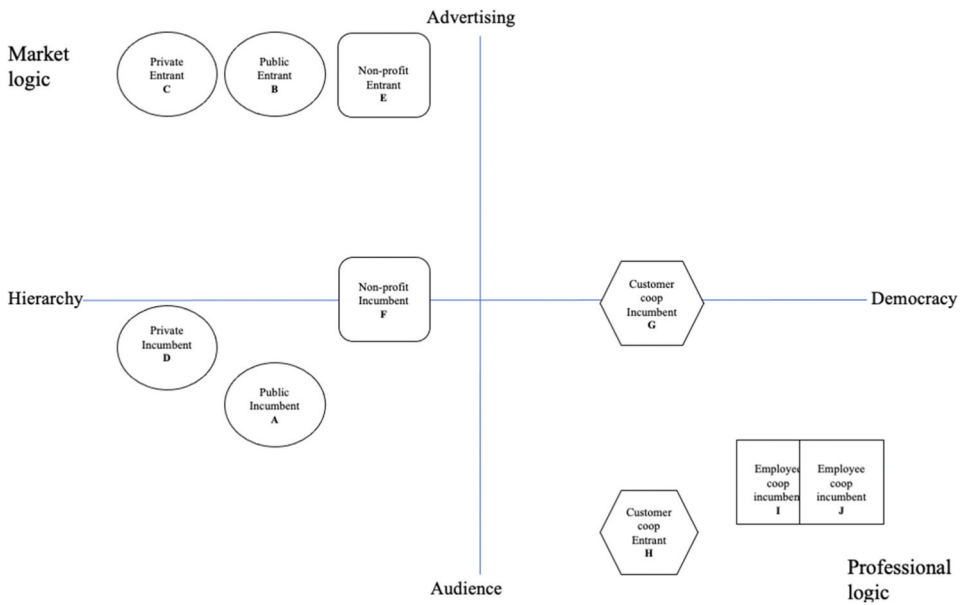 Advertising
Market
logic
Private
Entrant
C
Public
Entrant
B
Non-profit
Entrant
E
Hierarchy
Non-profit
Incumbent
F
Customer
coop
Incumbent
G
Democracy
Private
Incumbent
D
Public
Incumbent
A
Employee
coop
incumben
I
Employee
coop
incumbent
J
Customer
coop
Entrant
H
Audience
Professional
logic